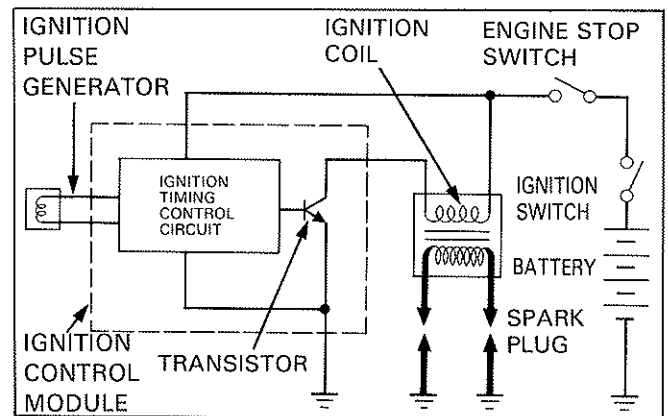 IGNITION
PULSE
GENERATOR
IGNITION
COIL
ENGINE STOP
SWITCH
IGNITION
TIMING
CONTROL
CIRCUIT
IGNITION
SWITCH
BATTERY
SPARK
PLUG
IGNITION
CONTROL
MODULE
TRANSISTOR